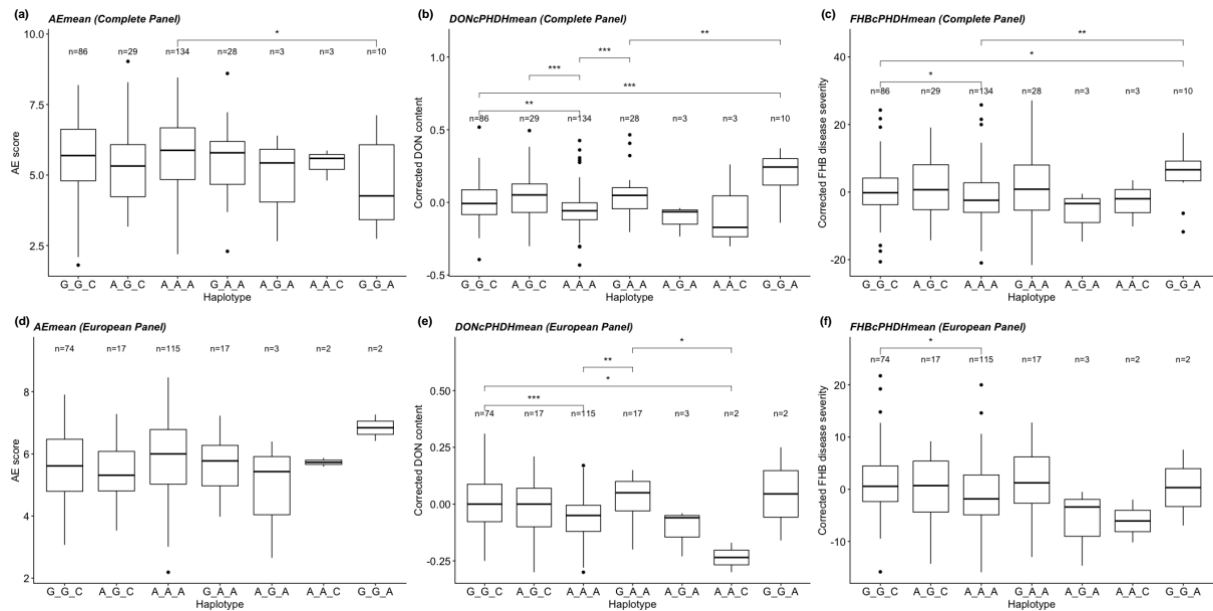 (a) AEmean (Complete Panel)
*
n=86 n=29 n=134 n=28 n=3 n=3 n=10
10.0
7.5
5.0
2.5
AE score
G_G_C A_G_C A_A_A G_A_A A_G_A A_A_C G_G_A
Haplotype
(b) DONcPHDHmean (Complete Panel)
**
***
***
***
**
n=86 n=29 n=134 n=28 n=3 n=3 n=10
1.0
0.5
0.0
-0.5
Corrected DON content
G_G_C A_G_C A_A_A G_A_A A_G_A A_A_C G_G_A
Haplotype
(c) FHBcPHDHmean (Complete Panel)
**
*
*
n=86 n=29 n=134 n=28 n=3 n=3 n=10
40
20
0
-20
Corrected FHB disease severity
G_G_C A_G_C A_A_A G_A_A A_G_A A_A_C G_G_A
Haplotype
(d) AEmean (European Panel)
n=74 n=17 n=115 n=17 n=3 n=2 n=2
8
6
4
2
AE score
G_G_C A_G_C A_A_A G_A_A A_G_A A_A_C G_G_A
Haplotype
(e) DONcPHDHmean (European Panel)
*
**
*
***
n=74 n=17 n=115 n=17 n=3 n=2 n=2
0.50
0.25
0.00
-0.25
Corrected DON content
G_G_C A_G_C A_A_A G_A_A A_G_A A_A_C G_G_A
Haplotype
(f) FHBcPHDHmean (European Panel)
*
n=74 n=17 n=115 n=17 n=3 n=2 n=2
20
10
0
-10
Corrected FHB disease severity
G_G_C A_G_C A_A_A G_A_A A_G_A A_A_C G_G_A
Haplotype